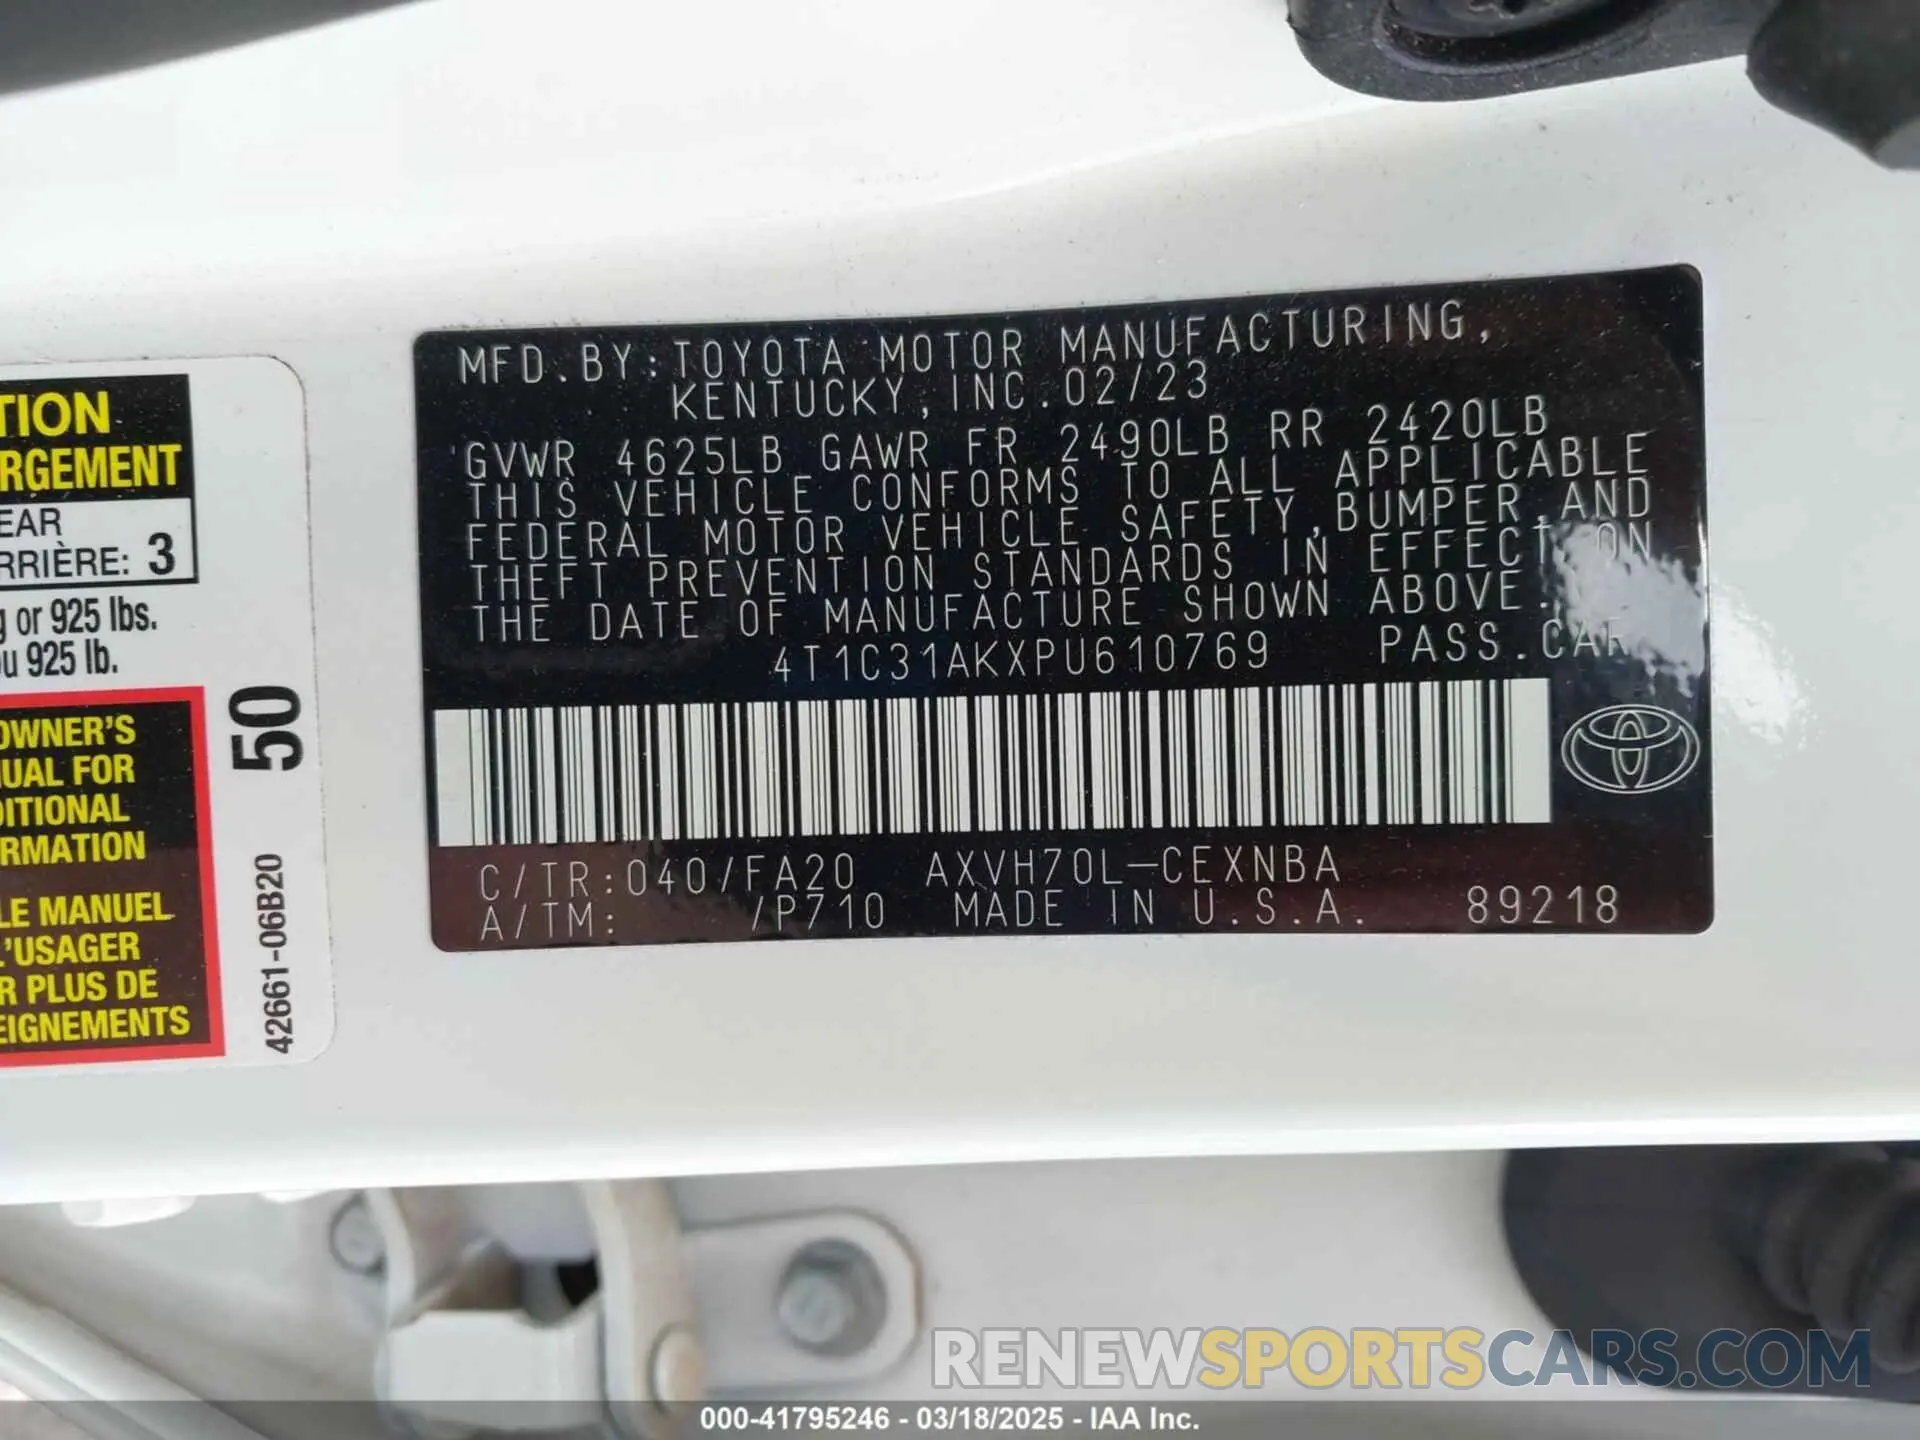 TION
RGEMENT
EAR
RRIÈRE: 3
g or 925 lbs.
u 925 lb.
OWNER'S
UAL FOR
DITIONAL
RMATION
LE MANUEL
L'USAGER
R PLUS DE
EIGNEMENTS
50
42661-06B20
MFD.BY:TOYOTA MOTOR MANUFACTURING,
KENTUCKY,INC.02/23
GVWR 4625LB GAWR FR 2490LB RR 2420LB
THIS VEHICLE CONFORMS TO ALL APPLICABLE
FEDERAL MOTOR VEHICLE SAFETY,BUMPER,AND
THEFT PREVENTION STANDARDS IN EFFECT ON
THE DATE OF MANUFACTURE SHOWN ABOVE.
4T1C31AKXPU610769 PASS.CAR
C/TR:040/FA20 AXVH70L-CEXNBA
A/TM: /P710 MADE IN U.S.A. 89218
RENEWSPORTSCARS.COM
000-41795246 - 03/18/2025 - IAA Inc.